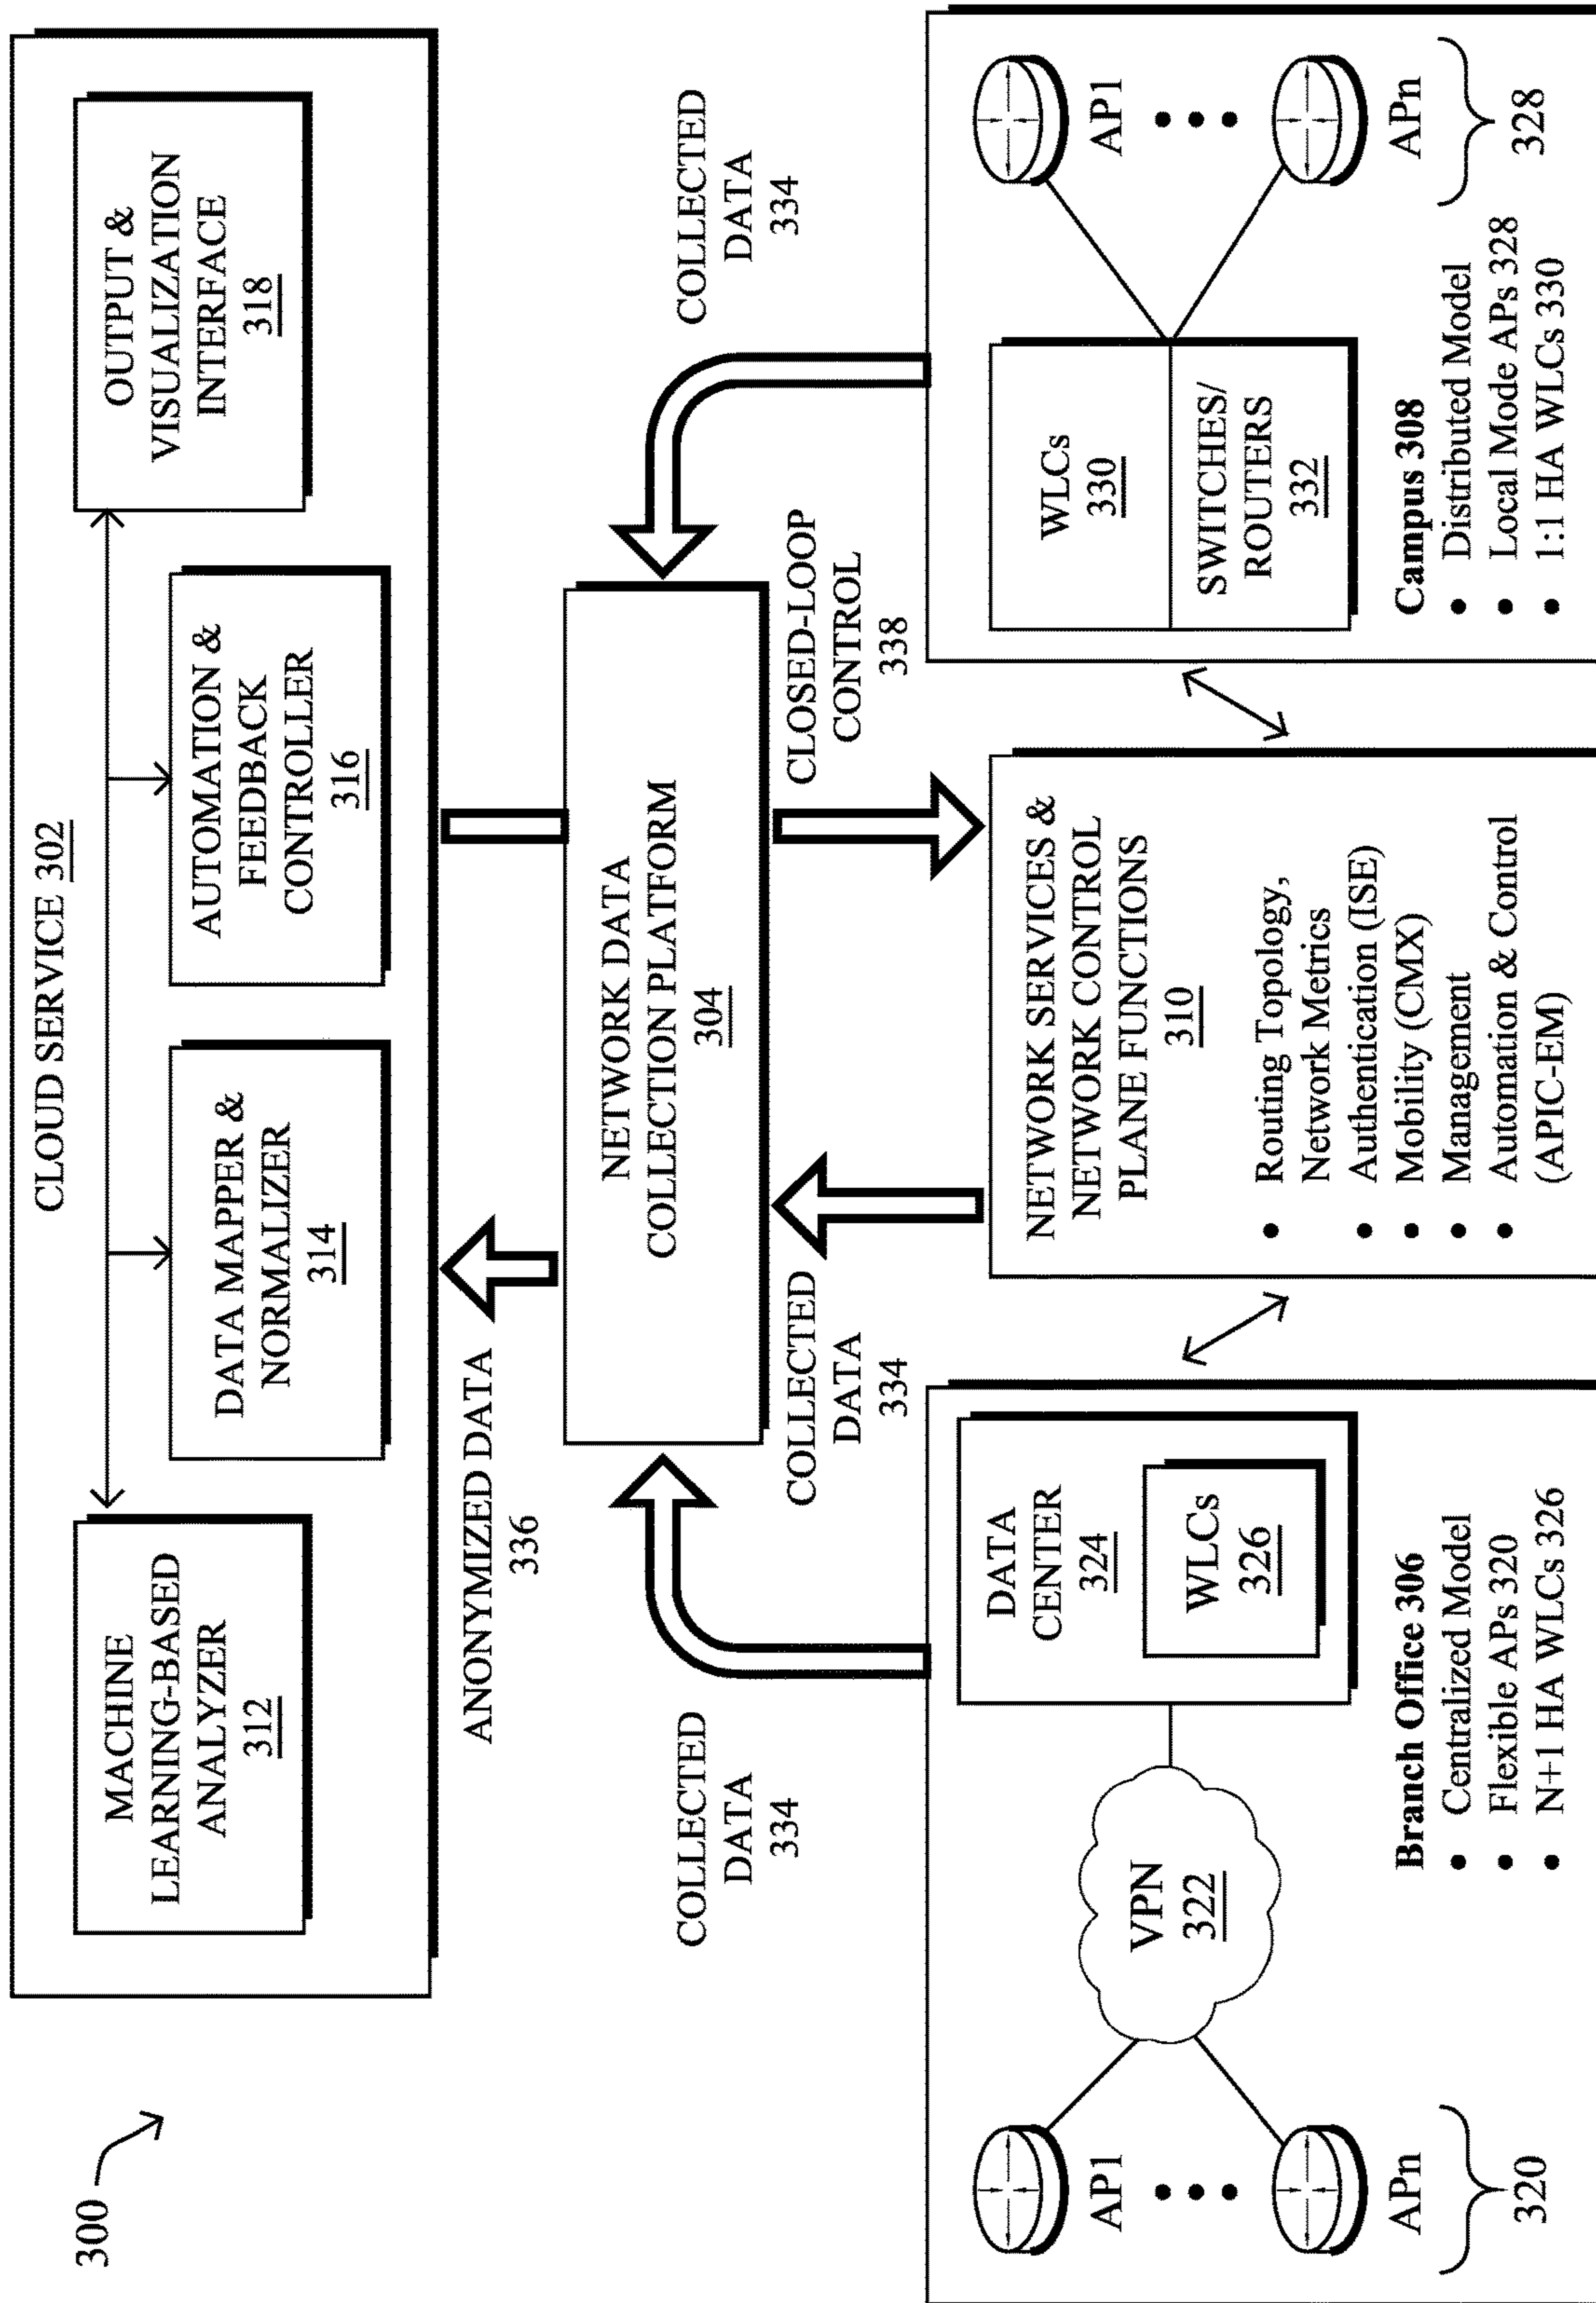 300
CLOUD SERVICE 302
MACHINE
LEARNING-BASED
ANALYZER
312
DATA MAPPER &
NORMALIZER
314
AUTOMATION &
FEEDBACK
CONTROLLER
316
OUTPUT &
VISUALIZATION
INTERFACE
318
ANONYMIZED DATA
336
COLLECTED
DATA
334
NETWORK DATA
COLLECTION PLATFORM
304
COLLECTED
DATA
334
COLLECTED
DATA
334
CLOSED-LOOP
CONTROL
338
AP1
APn
320
VPN
322
DATA
CENTER
324
WLCs
326
Branch Office 306
• Centralized Model
• Flexible APs 320
• N+1 HA WLCs 326
NETWORK SERVICES &
NETWORK CONTROL
PLANE FUNCTIONS
310
• Routing Topology,
Network Metrics
• Authentication (ISE)
• Mobility (CMX)
• Management
• Automation & Control
(APIC-EM)
WLCs
330
SWITCHES/
ROUTERS
332
AP1
APn
328
Campus 308
• Distributed Model
• Local Mode APs 328
• 1:1 HA WLCs 330